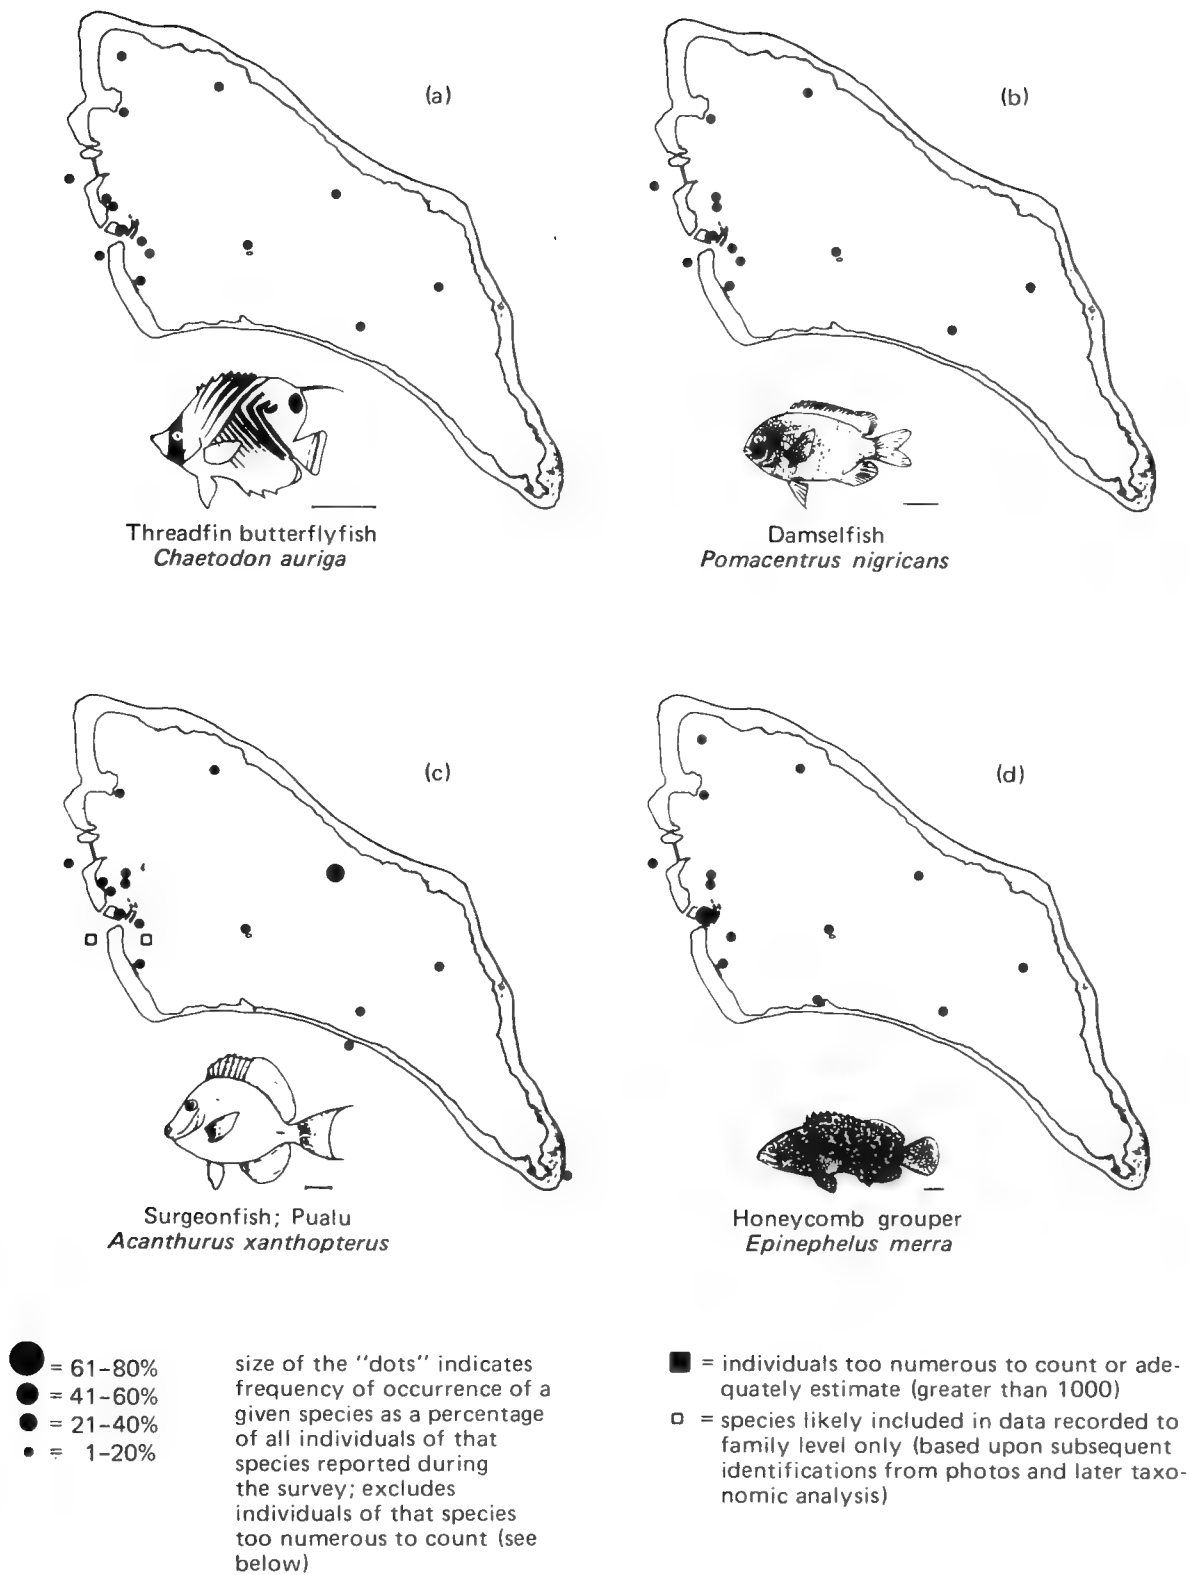 (a)
(b)
Threadfin butterflyfish
Chaetodon auriga
Damselfish
Pomacentrus nigricans
(c)
(d)
Surgeonfish; Pualu
Acanthurus xanthopterus
Honeycomb grouper
Epinephelus merra
= 61-80%
= 41-60%
= 21-40%
= 1-20%
size of the "dots" indicates
frequency of occurrence of a
given species as a percentage
of all individuals of that
species reported during
the survey; excludes
individuals of that species
too numerous to count (see
below)
= individuals too numerous to count or ade-
quately estimate (greater than 1000)
= species likely included in data recorded to
family level only (based upon subsequent
identifications from photos and later taxo-
nomic analysis)